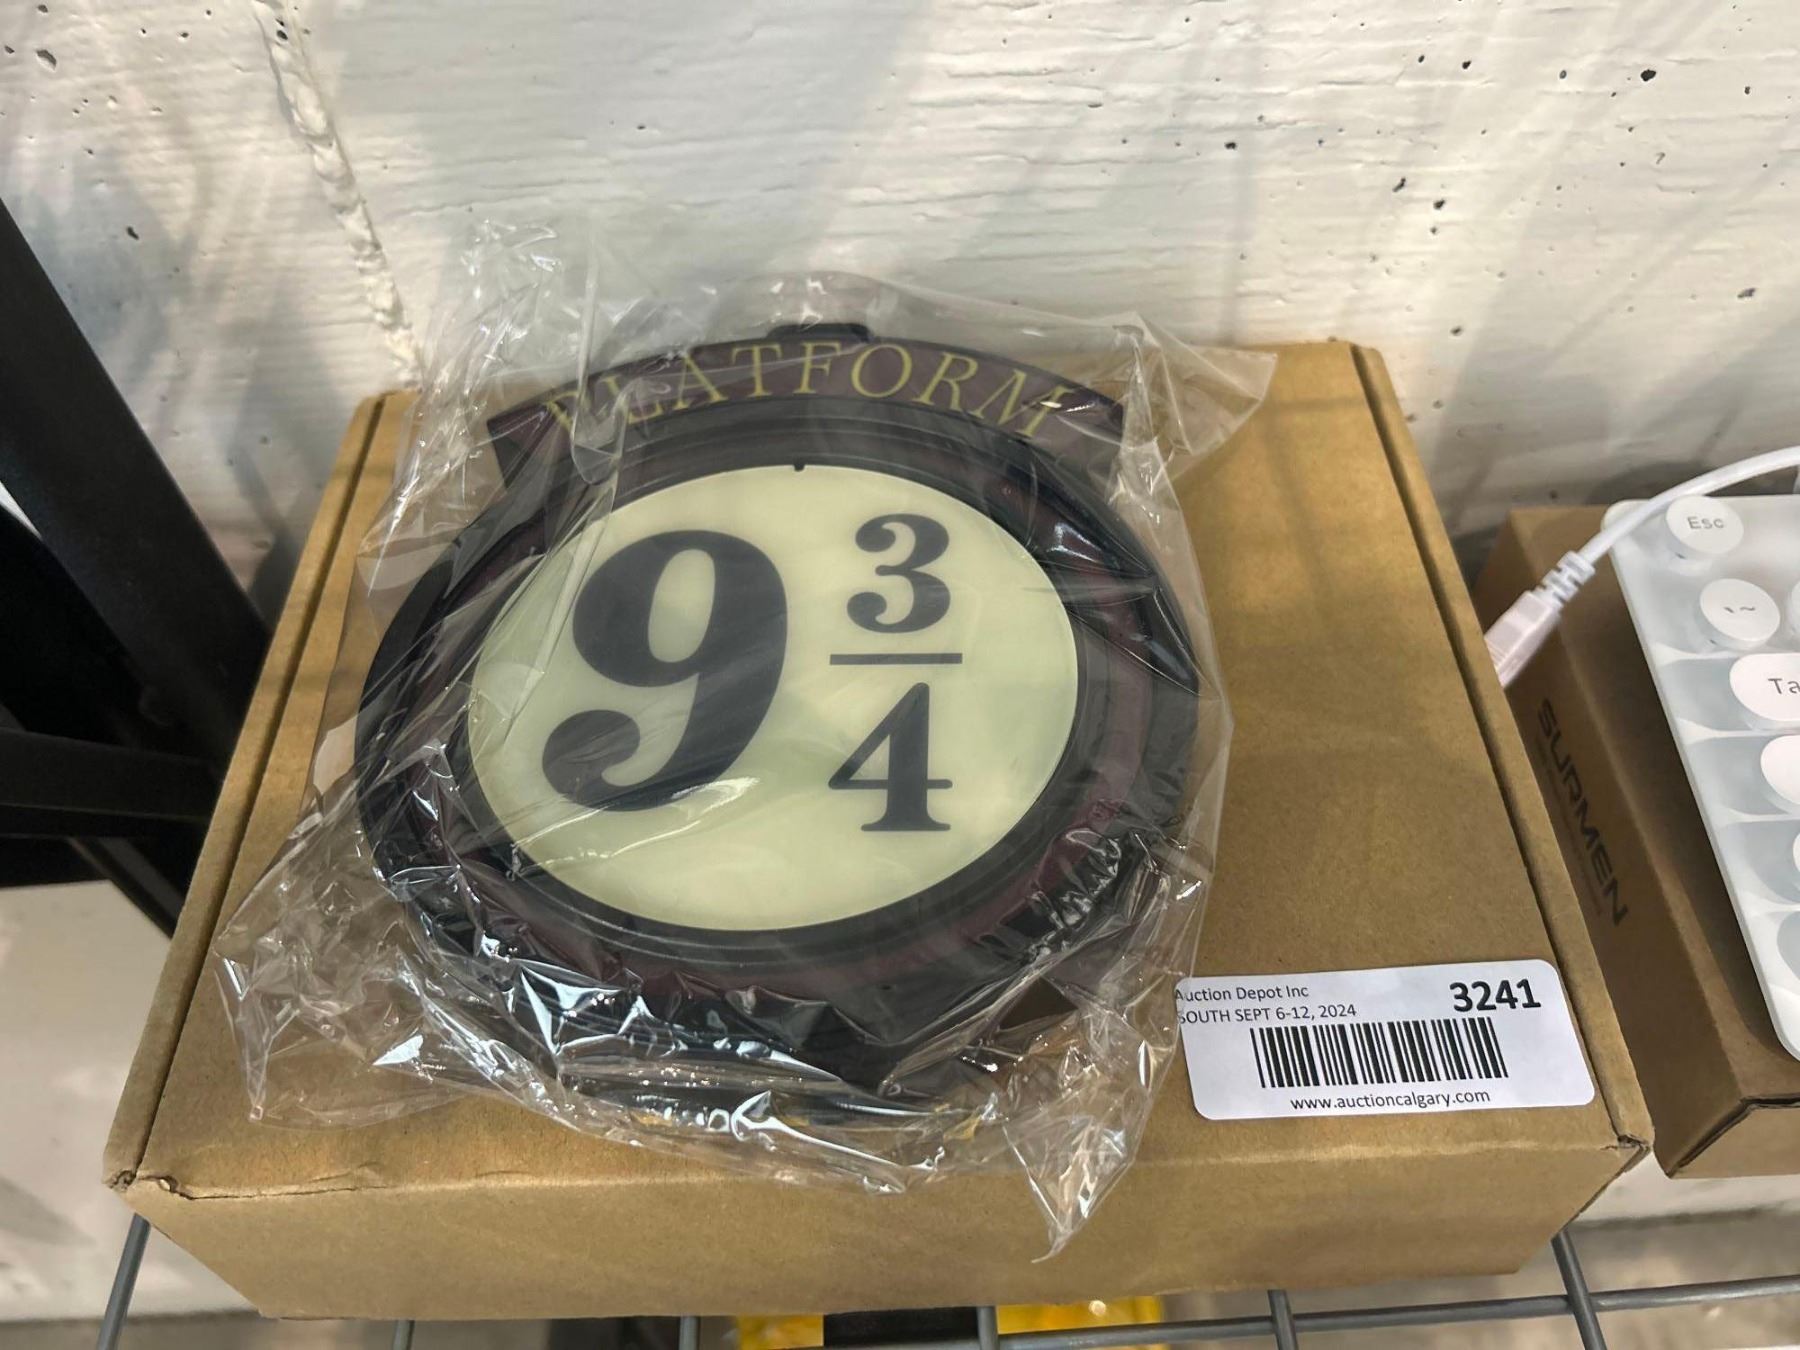 PLATFORM
9 3/4
Auction Depot Inc
3241
SOUTH SEPT 6-12, 2024
www.auctioncalgary.com
Esc
` ~
Ta
SURMEN